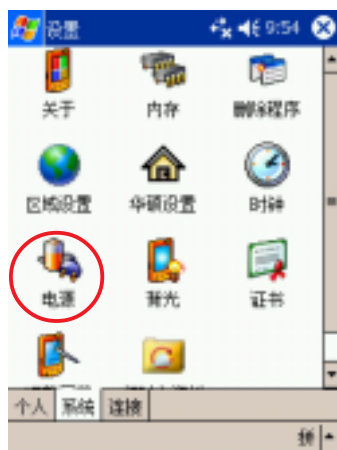 设置 9:54
关于 内存 删除程序
区域设置 华硕设置 时钟
电源 背光 证书
个人 系统 连接
拼